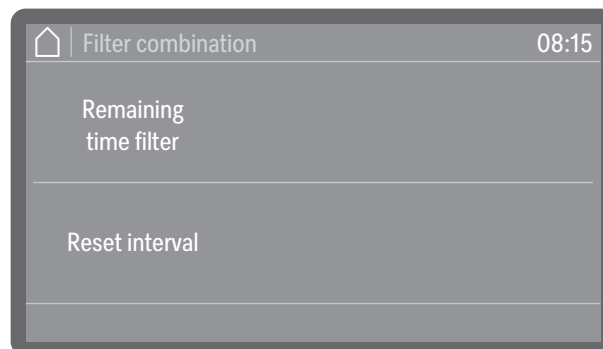 Filter combination 08:15
Remaining
time filter
Reset interval